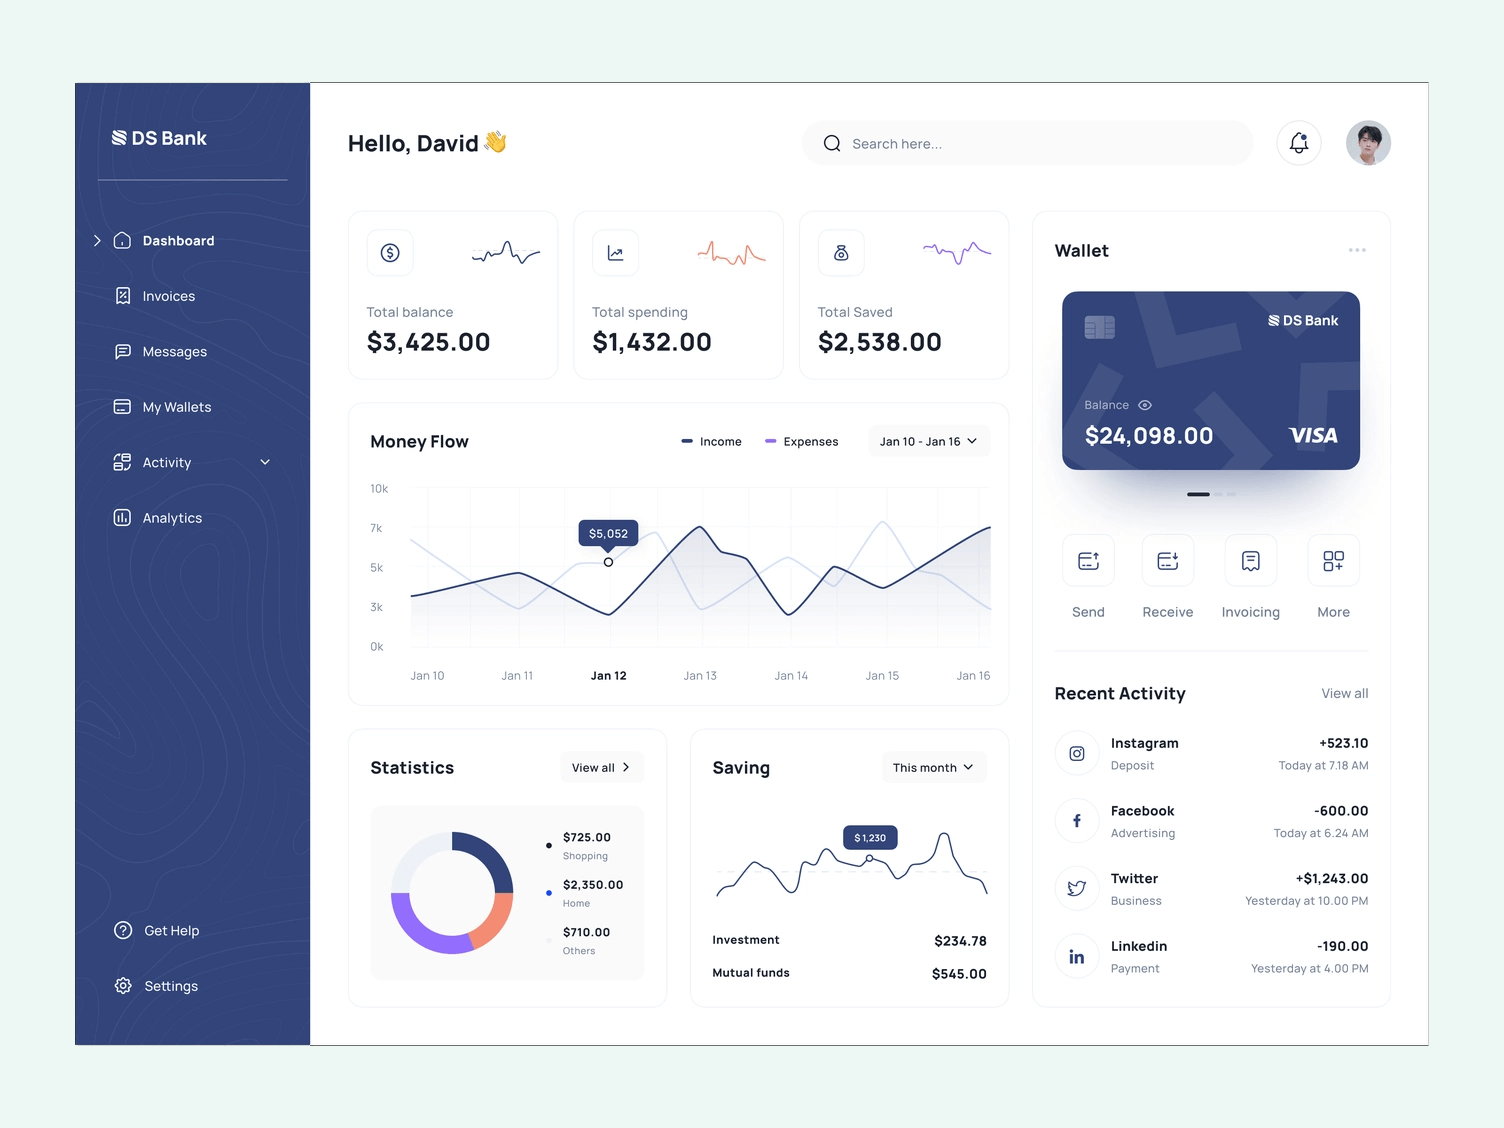 DS Bank
Dashboard
Invoices
Messages
My Wallets
Activity
Analytics
Get Help
Settings
Hello, David 👋
Search here...
Total balance
$3,425.00
Total spending
$1,432.00
Total Saved
$2,538.00
Money Flow
Income
Expenses
Jan 10 - Jan 16
10k
7k
5k
3k
0k
$5,052
Jan 10
Jan 11
Jan 12
Jan 13
Jan 14
Jan 15
Jan 16
Statistics
View all
$725.00
Shopping
$2,350.00
Home
$710.00
Others
Saving
This month
$ 1,230
Investment
$234.78
Mutual funds
$545.00
Wallet
DS Bank
Balance
$24,098.00
VISA
Send
Receive
Invoicing
More
Recent Activity
View all
Instagram
+523.10
Deposit
Today at 7.18 AM
Facebook
-600.00
Advertising
Today at 6.24 AM
Twitter
+$1,243.00
Business
Yesterday at 10.00 PM
Linkedin
-190.00
Payment
Yesterday at 4.00 PM